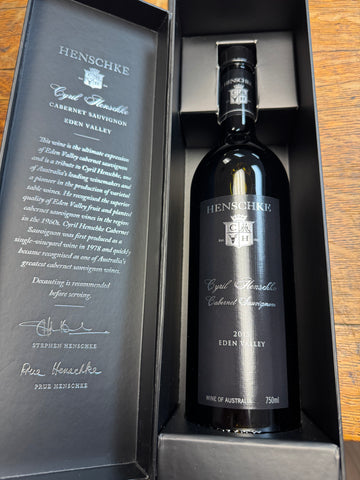 HENSCHKE
Cyril Henschke
CABERNET SAUVIGNON
EDEN VALLEY
This wine is the ultimate expression
of Eden Valley cabernet sauvignon
and is a tribute to Cyril Henschke, one
of Australia's leading winemakers and
a pioneer in the production of varietal
table wines. He recognised the superior
quality of Eden Valley fruit and planted
cabernet sauvignon vines in the region
in the 1960s. Cyril Henschke Cabernet
Sauvignon was first produced as a
single-vineyard wine in 1978 and quickly
became recognised as one of Australia's
greatest cabernet sauvignon wines.
Decanting is recommended
before serving.
STEPHEN HENSCHKE
Prue Henschke
PRUE HENSCHKE
HENSCHKE
HENSCHKE
CAH
Cyril Henschke
Cabernet Sauvignon
EDEN VALLEY
WINE OF AUSTRALIA 750ml